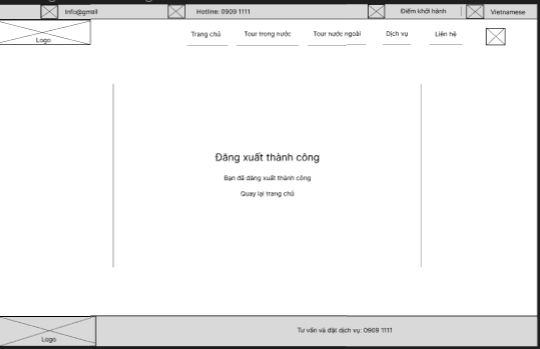 Info@gmail Hotline: 0909 1111 Điểm khởi hành Vietnamese
Logo Trang chủ Tour trong nước Tour nước ngoài Dịch vụ Liên hệ
Đăng xuất thành công
Bạn đã đăng xuất thành công
Quay lại trang chủ
Logo Tư vấn và đặt dịch vụ: 0909 1111